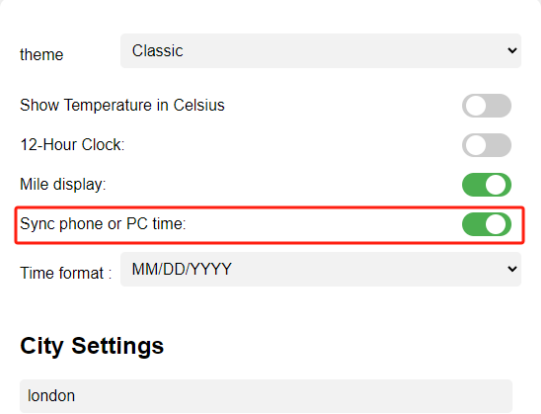 theme Classic
Show Temperature in Celsius
12-Hour Clock:
Mile display:
Sync phone or PC time:
Time format : MM/DD/YYYY
City Settings
london